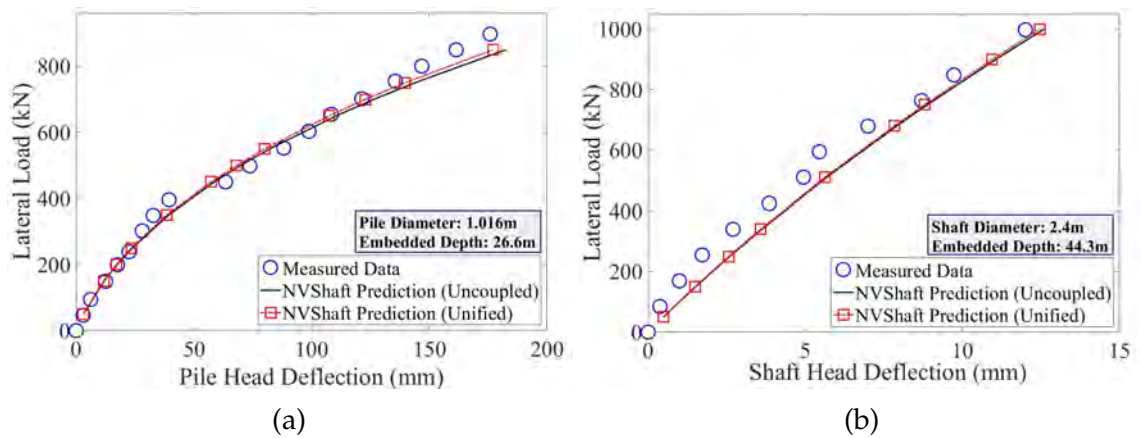 800
600
400
200
0
Lateral Load (kN)
Pile Diameter: 1.016m
Embedded Depth: 26.6m
Measured Data
NVShaft Prediction (Uncoupled)
NVShaft Prediction (Unified)
0 50 100 150 200
Pile Head Deflection (mm)
(a)
1000
800
600
400
200
0
Lateral Load (kN)
Shaft Diameter: 2.4m
Embedded Depth: 44.3m
Measured Data
NVShaft Prediction (Uncoupled)
NVShaft Prediction (Unified)
0 5 10 15
Shaft Head Deflection (mm)
(b)